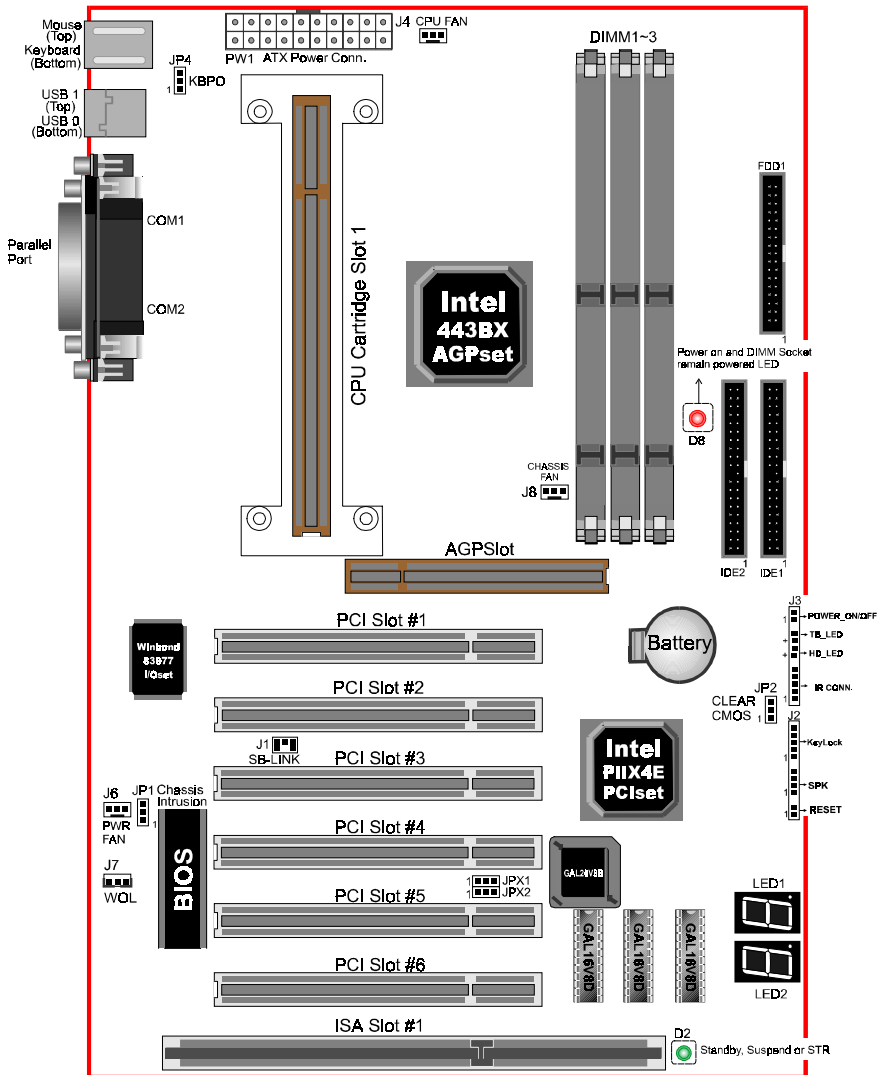 Mouse
(Top)
Keyboard
(Bottom)
JP4
1
KBPO
J4 CPU FAN
PW1 ATX Power Conn.
DIMM1~3
USB 1
(Top)
USB 0
(Bottom)
FDD1
1
COM1
Parallel
Port
COM2
CPU Cartridge Slot 1
Intel
443BX
AGPset
Power on and DIMM Socket
remain powered LED
D8
CHASSIS
FAN
J8
AGPSlot
1
IDE2
1
IDE1
Winbond
83977
I/Oset
PCI Slot #1
Battery
J3
1
POWER_ON/OFF
+
TB_LED
+
HD_LED
IR CONN.
1
PCI Slot #2
JP2
CLEAR
CMOS
1
J1
SB-LINK
PCI Slot #3
Intel
PIIX4E
PCIset
J2
KeyLock
1
SPK
1
RESET
J6
PWR
FAN
JP1
1
Chassis
Intrusion
BIOS
PCI Slot #4
J7
WOL
1
JPX1
1
JPX2
GAL20V8B
PCI Slot #5
LED1
GAL16V8D
GAL16V8D
GAL16V8D
PCI Slot #6
LED2
ISA Slot #1
D2
Standby, Suspend or STR